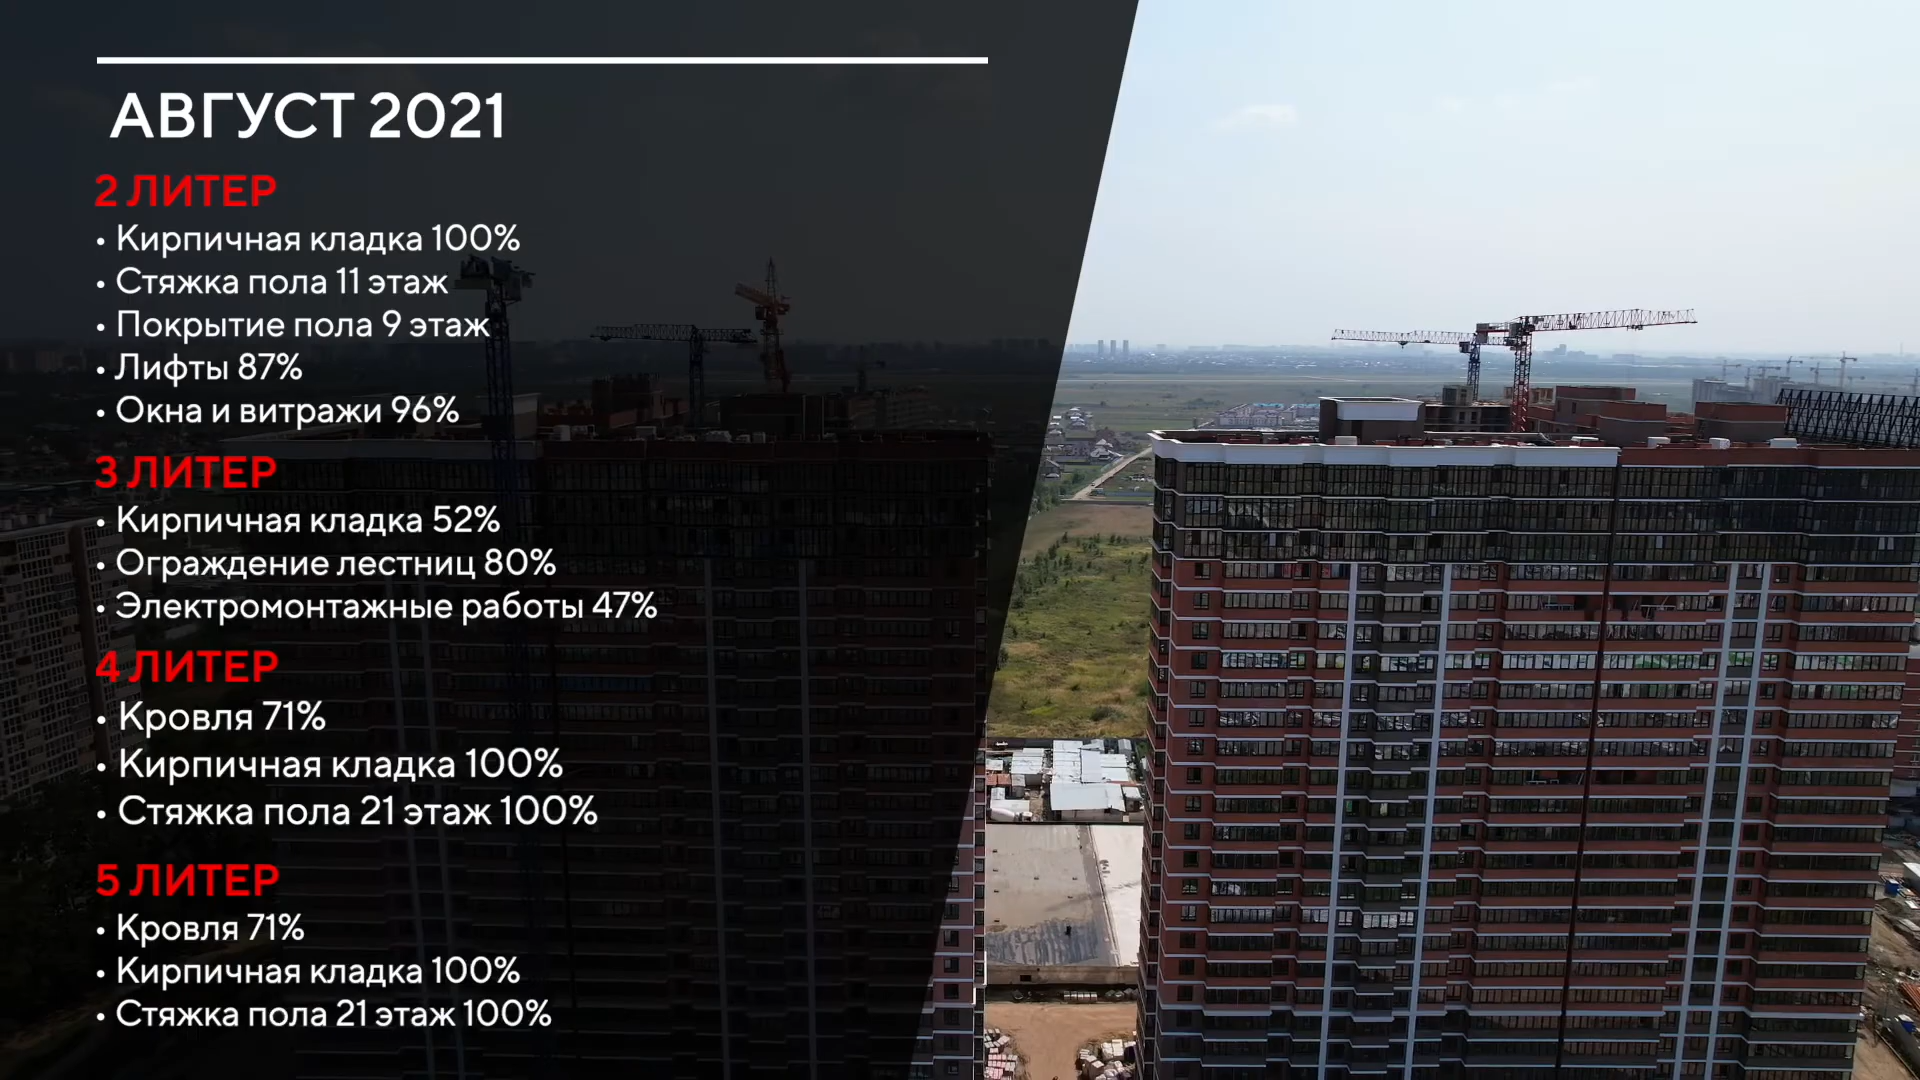 АВГУСТ 2021
2 ЛИТЕР
• Кирпичная кладка 100%
• Стяжка пола 11 этаж
• Покрытие пола 9 этаж
• Лифты 87%
• Окна и витражи 96%
3 ЛИТЕР
• Кирпичная кладка 52%
• Ограждение лестниц 80%
• Электромонтажные работы 47%
4 ЛИТЕР
• Кровля 71%
• Кирпичная кладка 100%
• Стяжка пола 21 этаж 100%
5 ЛИТЕР
• Кровля 71%
• Кирпичная кладка 100%
• Стяжка пола 21 этаж 100%